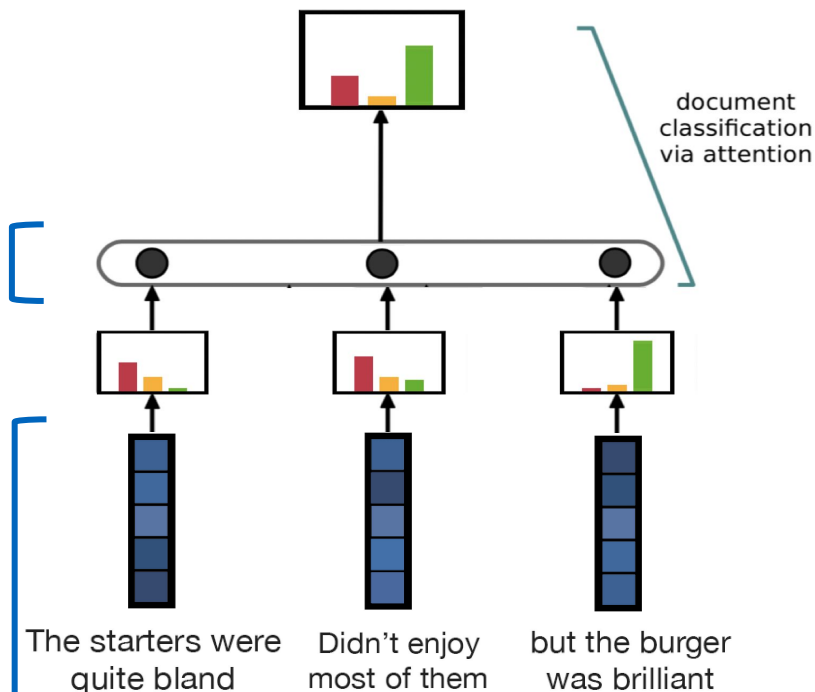 document
classification
via attention
The starters were
quite bland
Didn’t enjoy
most of them
but the burger
was brilliant